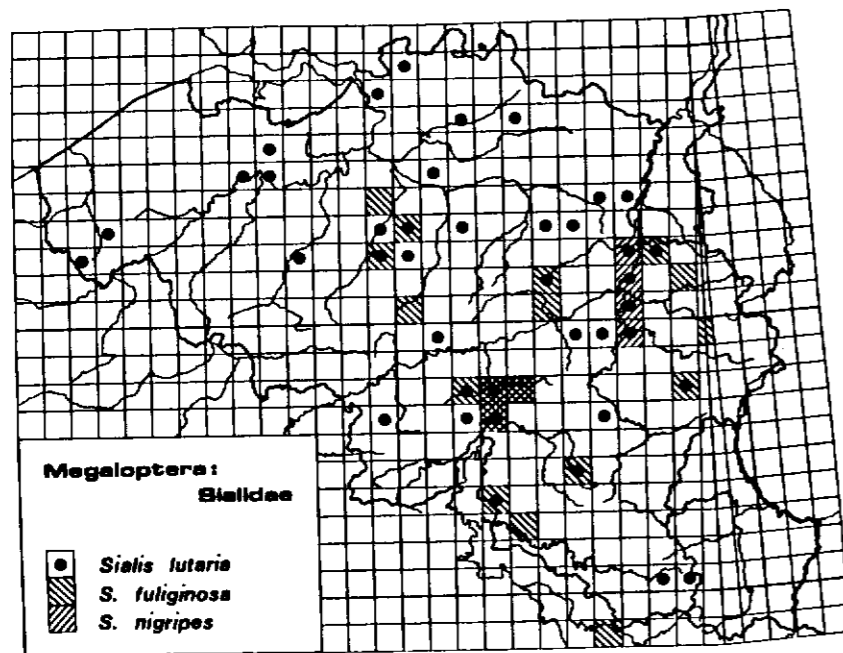 Megaloptera:
Sialidae
Sialis lutaria
S. fuliginosa
S. nigripes